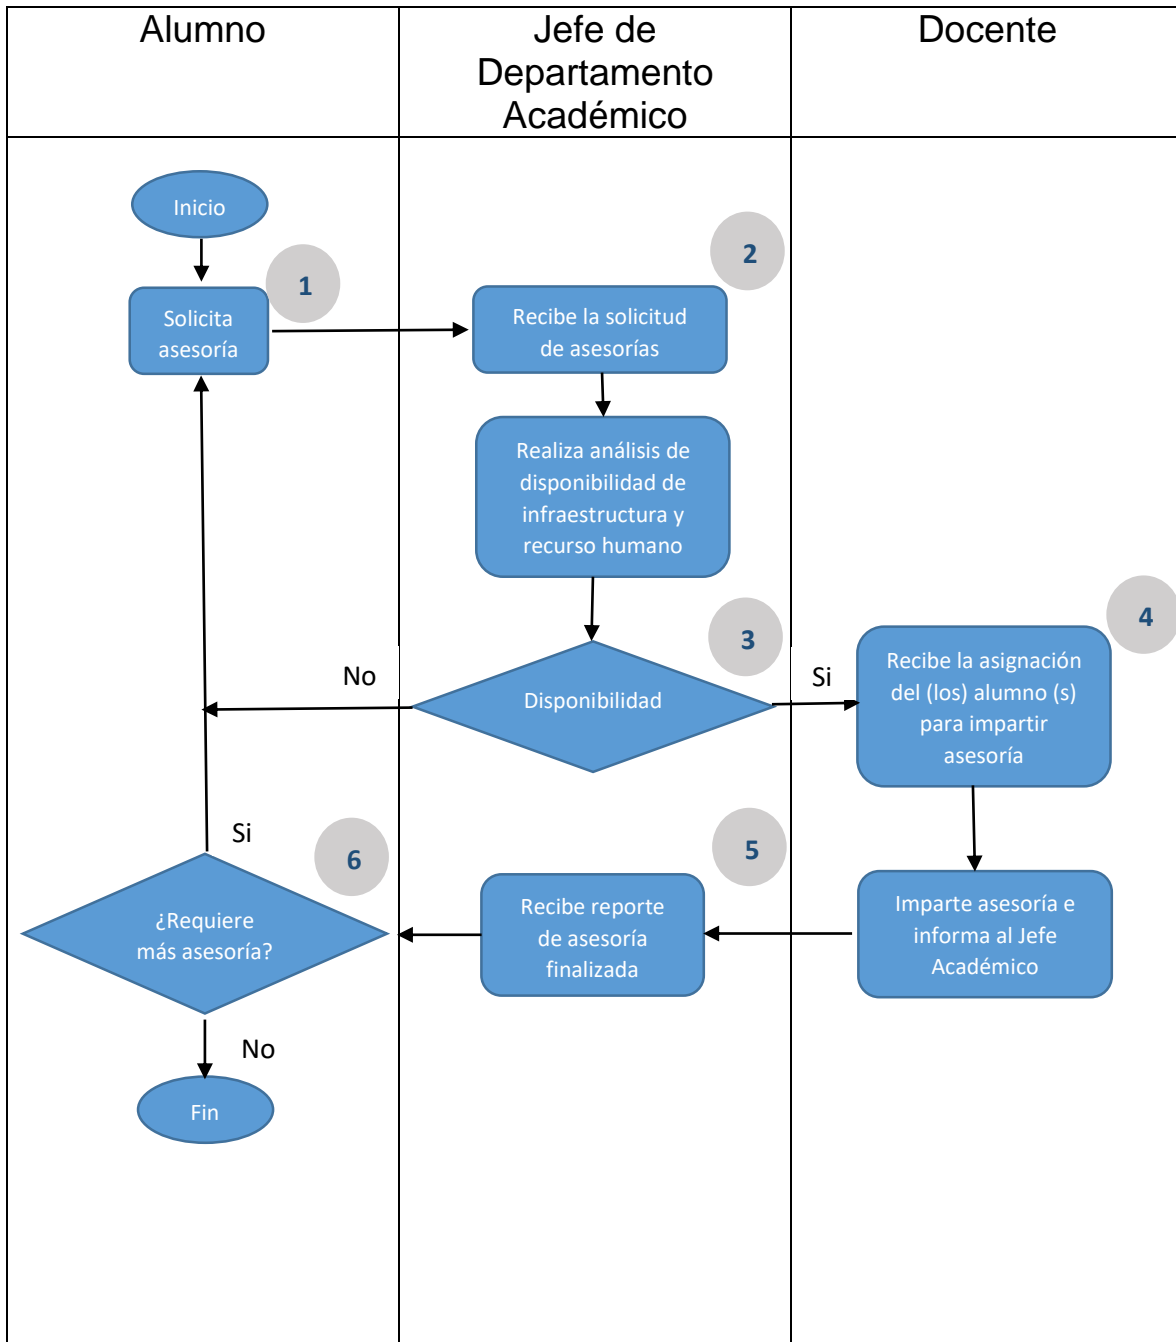 Alumno
Jefe de
Departamento
Académico
Docente
Inicio
1
Solicita
asesoría
2
Recibe la solicitud
de asesorías
Realiza análisis de
disponibilidad de
infraestructura y
recurso humano
3
Disponibilidad
No
Si
4
Recibe la asignación
del (los) alumno (s)
para impartir
asesoría
Imparte asesoría e
informa al Jefe
Académico
5
Recibe reporte
de asesoría
finalizada
6
¿Requiere
más asesoría?
Si
No
Fin